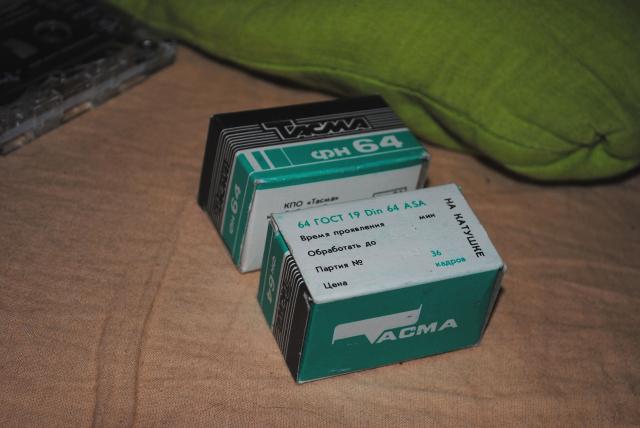 ТАСМА
ФН 64
ФН 64
КПО «Тасма»
64 ГОСТ 19 Din 64 ASA
Время проявления мин
Обработать до
Партия №
Цена
36
кадров
НА КАТУШКЕ
ФН 64
ТАСМА